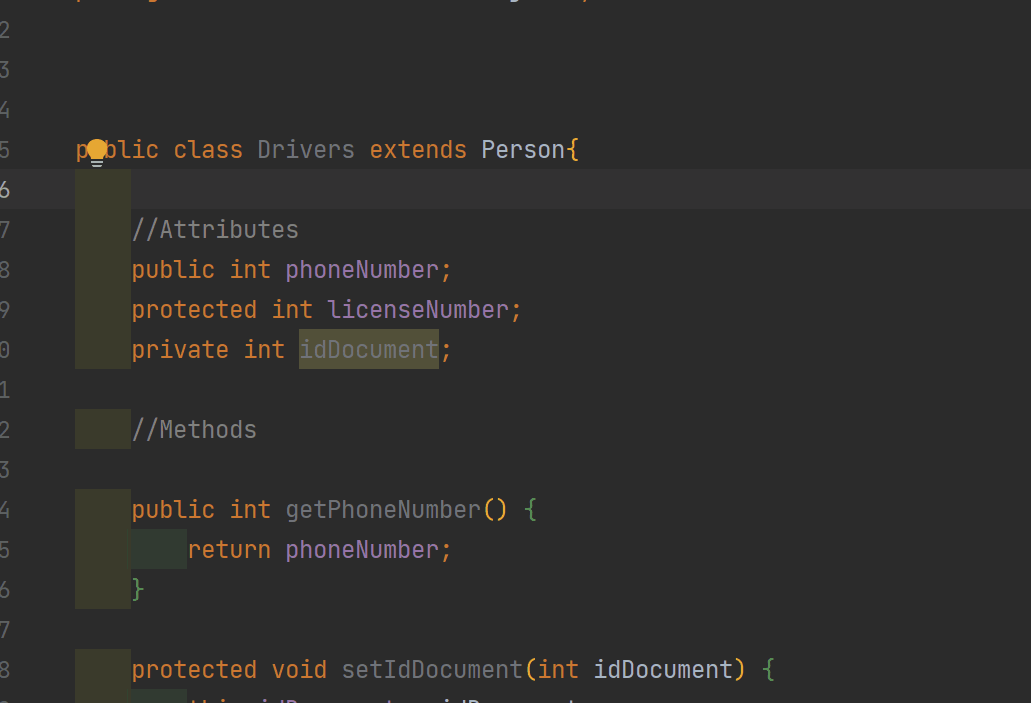 2
3
4
5 public class Drivers extends Person{
6
7 //Attributes
8 public int phoneNumber;
9 protected int licenseNumber;
0 private int idDocument;
1
2 //Methods
3
4 public int getPhoneNumber() {
5 return phoneNumber;
6 }
7
8 protected void setIdDocument(int idDocument) {